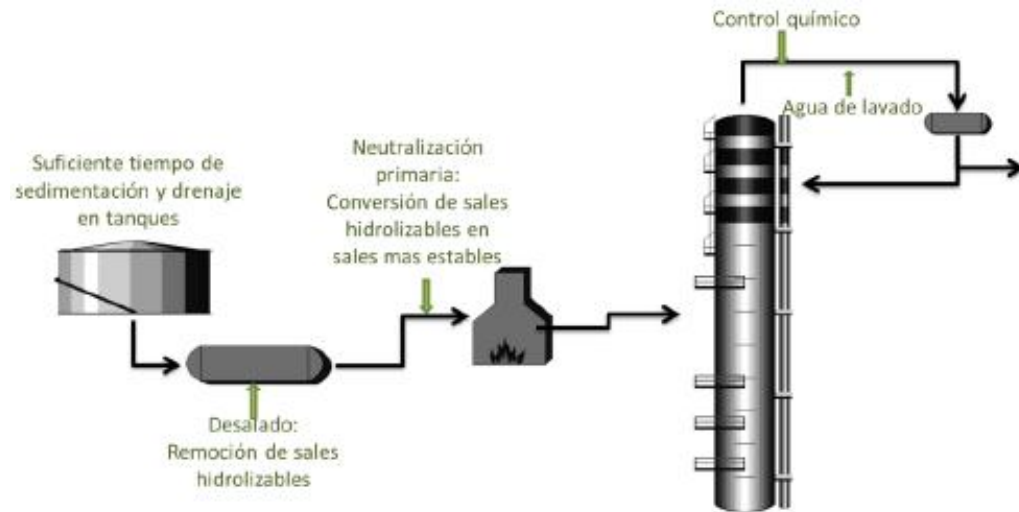 Control químico
Agua de lavado
Suficiente tiempo de
sedimentación y drenaje
en tanques
Neutralización
primaria:
Conversión de sales
hidrolizables en
sales mas estables
Desalado:
Remoción de sales
hidrolizables